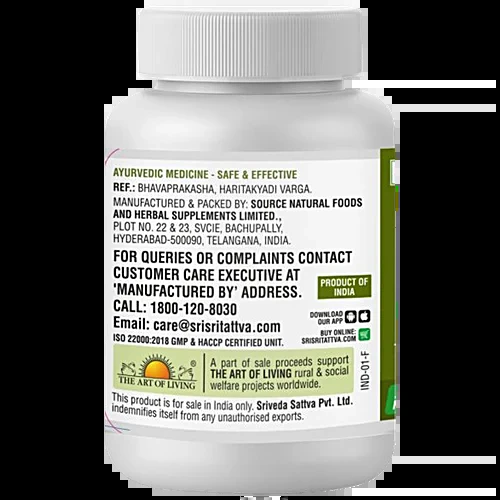 AYURVEDIC MEDICINE - SAFE & EFFECTIVE
REF.: BHAVAPRAKASHA, HARITAKYADI VARGA.
MANUFACTURED & PACKED BY: SOURCE NATURAL FOODS
AND HERBAL SUPPLEMENTS LIMITED.,
PLOT NO. 22 & 23, SVCIE, BACHUPALLY,
HYDERABAD-500090, TELANGANA, INDIA.
FOR QUERIES OR COMPLAINTS CONTACT
CUSTOMER CARE EXECUTIVE AT
'MANUFACTURED BY' ADDRESS.
CALL: 1800-120-8030
Email: care@srisritattva.com
ISO 22000:2018 GMP & HACCP CERTIFIED UNIT.
PRODUCT OF
INDIA
DOWNLOAD
OUR APP
BUY ONLINE:
SRISRITATTVA.COM
IND-01-F
THE ART OF LIVING
A part of sale proceeds support
THE ART OF LIVING rural & social
welfare projects worldwide.
This product is for sale in India only. Sriveda Sattva Pvt. Ltd.
indemnifies itself from any unauthorised exports.